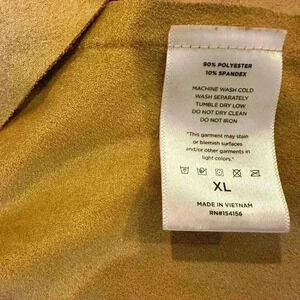 90% POLYESTER
10% SPANDEX
MACHINE WASH COLD
WASH SEPARATELY
TUMBLE DRY LOW
DO NOT DRY CLEAN
DO NOT IRON
"This garment may stain
or blemish surfaces
and/or other garments in
light colors."
XL
MADE IN VIETNAM
RN#154156